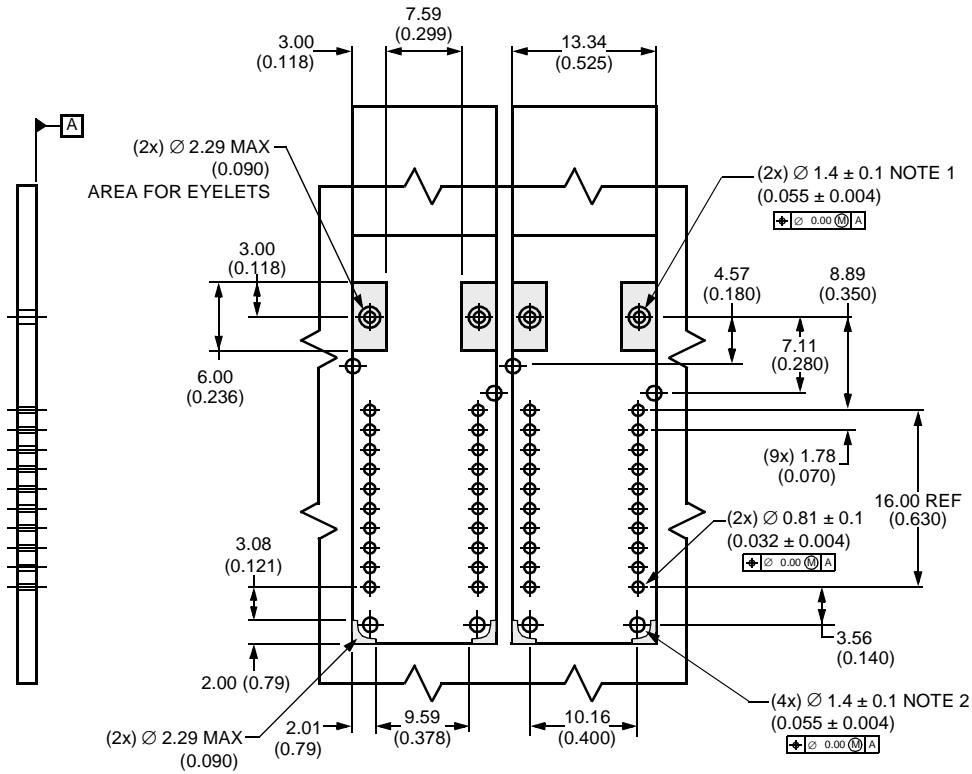 7.59
(0.299)
3.00
(0.118)
13.34
(0.525)
A
(2x) ∅ 2.29 MAX
(0.090)
AREA FOR EYELETS
(2x) ∅ 1.4 ± 0.1 NOTE 1
(0.055 ± 0.004)
⌖ ∅ 0.00 Ⓜ A
3.00
(0.118)
4.57
(0.180)
8.89
(0.350)
7.11
(0.280)
6.00
(0.236)
(9x) 1.78
(0.070)
16.00 REF
(0.630)
(2x) ∅ 0.81 ± 0.1
(0.032 ± 0.004)
⌖ ∅ 0.00 Ⓜ A
3.08
(0.121)
3.56
(0.140)
2.00 (0.79)
(4x) ∅ 1.4 ± 0.1 NOTE 2
(0.055 ± 0.004)
⌖ ∅ 0.00 Ⓜ A
2.01
(0.79)
9.59
(0.378)
10.16
(0.400)
(2x) ∅ 2.29 MAX
(0.090)